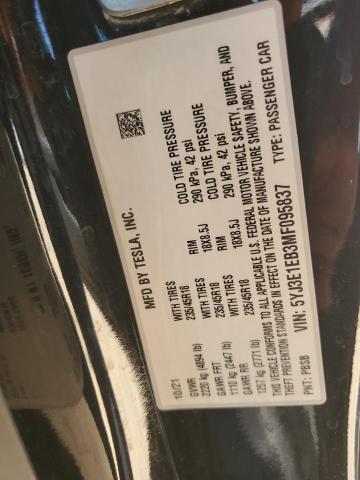 MFD BY TESLA, INC.
10/21
GVWR WITH TIRES RIM COLD TIRE PRESSURE
2220 kg (4894 lb) 235/45R18 18X8.5J 290 kPa, 42 psi
GAWR FRT WITH TIRES RIM COLD TIRE PRESSURE
1110 kg (2447 lb) 235/45R18 18X8.5J 290 kPa, 42 psi
GAWR RR
1257 kg (2771 lb) 235/45R18
THIS VEHICLE CONFORMS TO ALL APPLICABLE U.S. FEDERAL MOTOR VEHICLE SAFETY, BUMPER, AND
THEFT PREVENTION STANDARDS IN EFFECT ON THE DATE OF MANUFACTURE SHOWN ABOVE.
PNT: PBSB VIN: 5YJ3E1EB3MF095837 TYPE: PASSENGER CAR